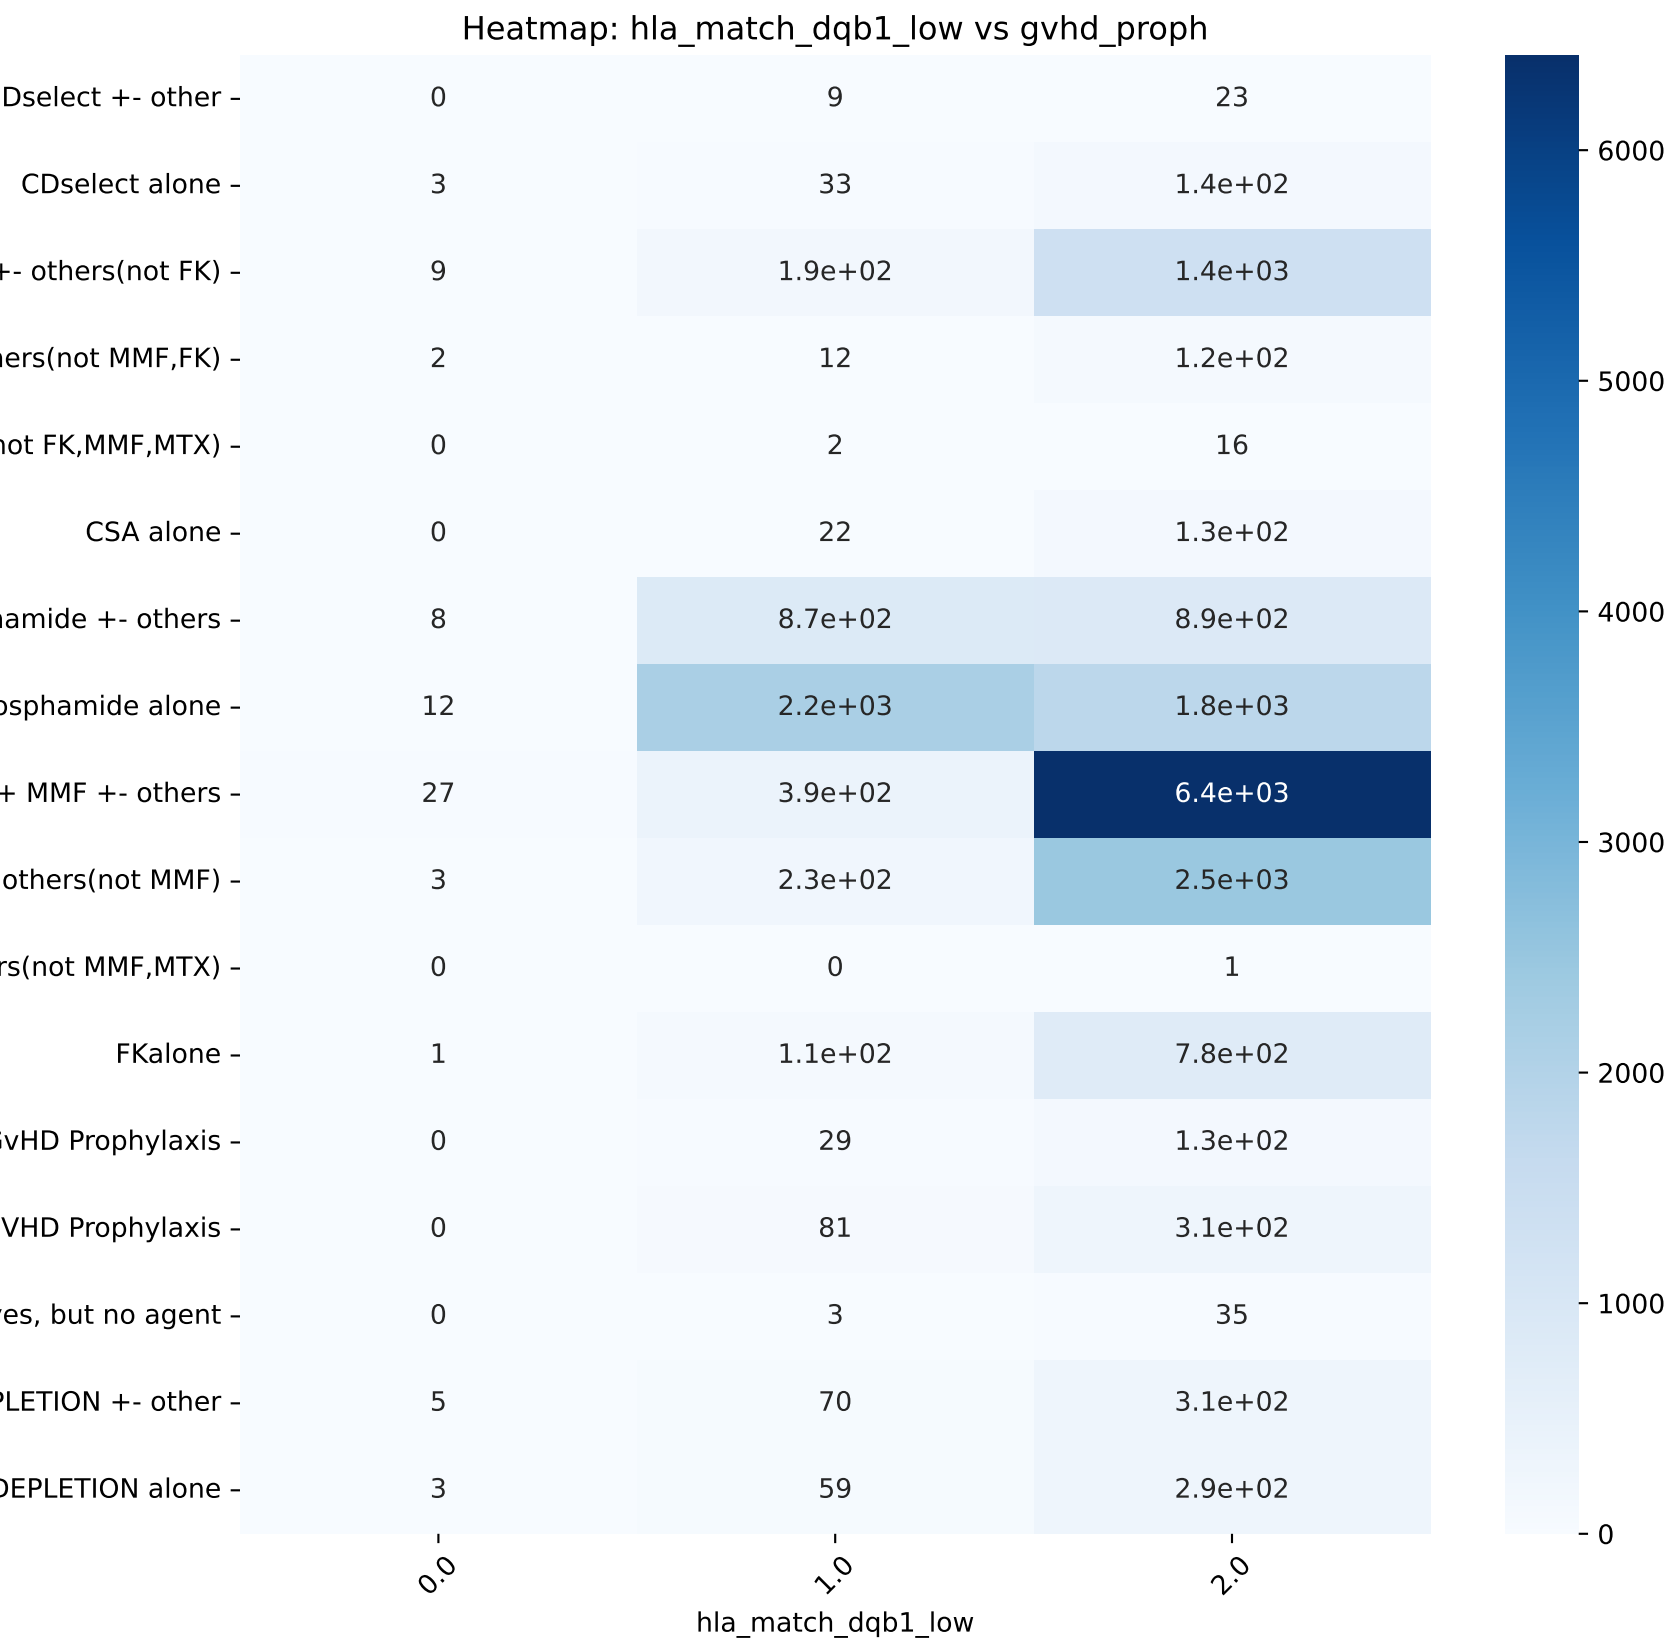 Heatmap: hla_match_dqb1_low vs gvhd_proph
Dselect +- other 0 9 23
6000
CDselect alone 3 33 1.4e+02
+- others(not FK) 9 1.9e+02 1.4e+03
ers(not MMF,FK) 2 12 1.2e+02
5000
not FK,MMF,MTX) 0 2 16
CSA alone 0 22 1.3e+02
4000
amide +- others 8 8.7e+02 8.9e+02
osphamide alone 12 2.2e+03 1.8e+03
+ MMF +- others 27 3.9e+02 6.4e+03
3000
others(not MMF) 3 2.3e+02 2.5e+03
rs(not MMF,MTX) 0 0 1
FKalone 1 1.1e+02 7.8e+02
2000
GvHD Prophylaxis 0 29 1.3e+02
VHD Prophylaxis 0 81 3.1e+02
1000
es, but no agent 0 3 35
PLETION +- other 5 70 3.1e+02
DEPLETION alone 3 59 2.9e+02
0
0.0 1.0 2.0
hla_match_dqb1_low